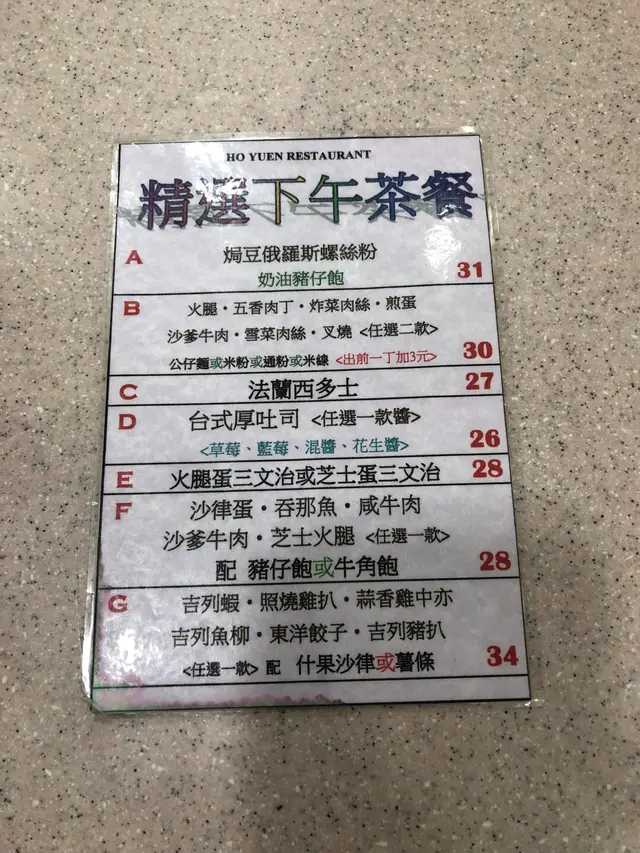 HO YUEN RESTAURANT
精選下午茶餐
A 焗豆俄羅斯螺絲粉
奶油豬仔飽 31
B 火腿・五香肉丁・炸菜肉絲・煎蛋
沙爹牛肉・雪菜肉絲・叉燒 <任選二款>
公仔麵或米粉或通粉或米線 <出前一丁加3元> 30
C 法蘭西多士 27
D 台式厚吐司 <任選一款醬>
<草莓、藍莓、混醬、花生醬> 26
E 火腿蛋三文治或芝士蛋三文治 28
F 沙律蛋・吞那魚・咸牛肉
沙爹牛肉・芝士火腿 <任選一款>
配 豬仔飽或牛角飽 28
G 吉列蝦・照燒雞扒・蒜香雞中亦
吉列魚柳・東洋餃子・吉列豬扒
<任選一款> 配 什果沙律或薯條 34